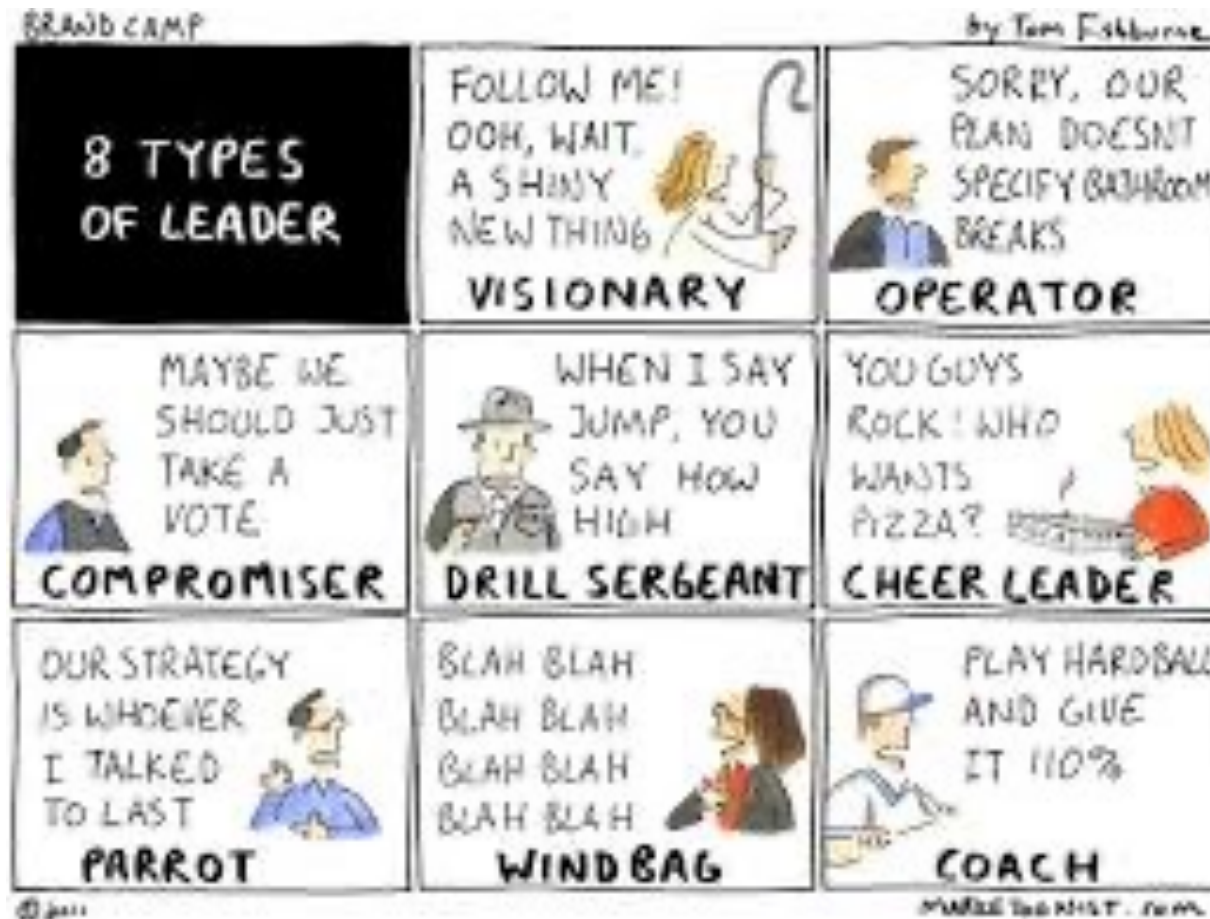 BRAND CAMP
by Tom Fishburne
8 TYPES
OF LEADER
FOLLOW ME!
OOH, WAIT,
A SHINY
NEW THING
VISIONARY
SORRY, OUR
PLAN DOESNT
SPECIFY BATHROOM
BREAKS
OPERATOR
MAYBE WE
SHOULD JUST
TAKE A
VOTE
COMPROMISER
WHEN I SAY
JUMP, YOU
SAY HOW
HIGH
DRILL SERGEANT
YOU GUYS
ROCK! WHO
WANTS
PIZZA?
CHEER LEADER
OUR STRATEGY
IS WHOEVER
I TALKED
TO LAST
PARROT
BLAH BLAH
BLAH BLAH
BLAH BLAH
BLAH BLAH
WINDBAG
PLAY HARDBALL
AND GIVE
IT 110%
COACH
© 2011
MARKETOONIST.com